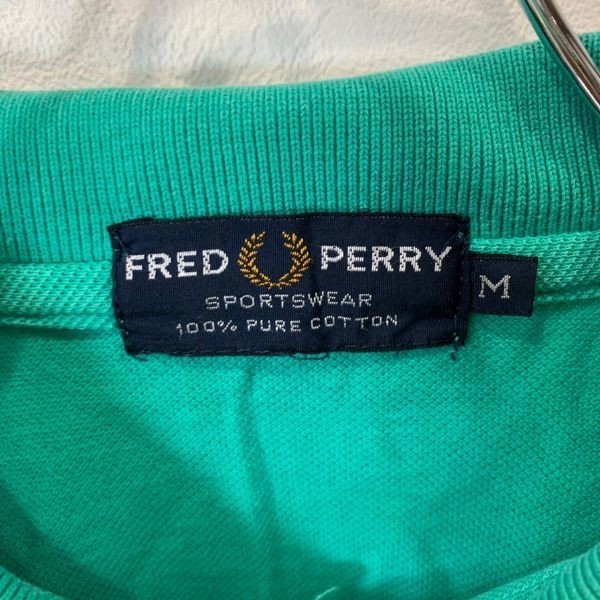 FRED PERRY
SPORTSWEAR
100% PURE COTTON
M